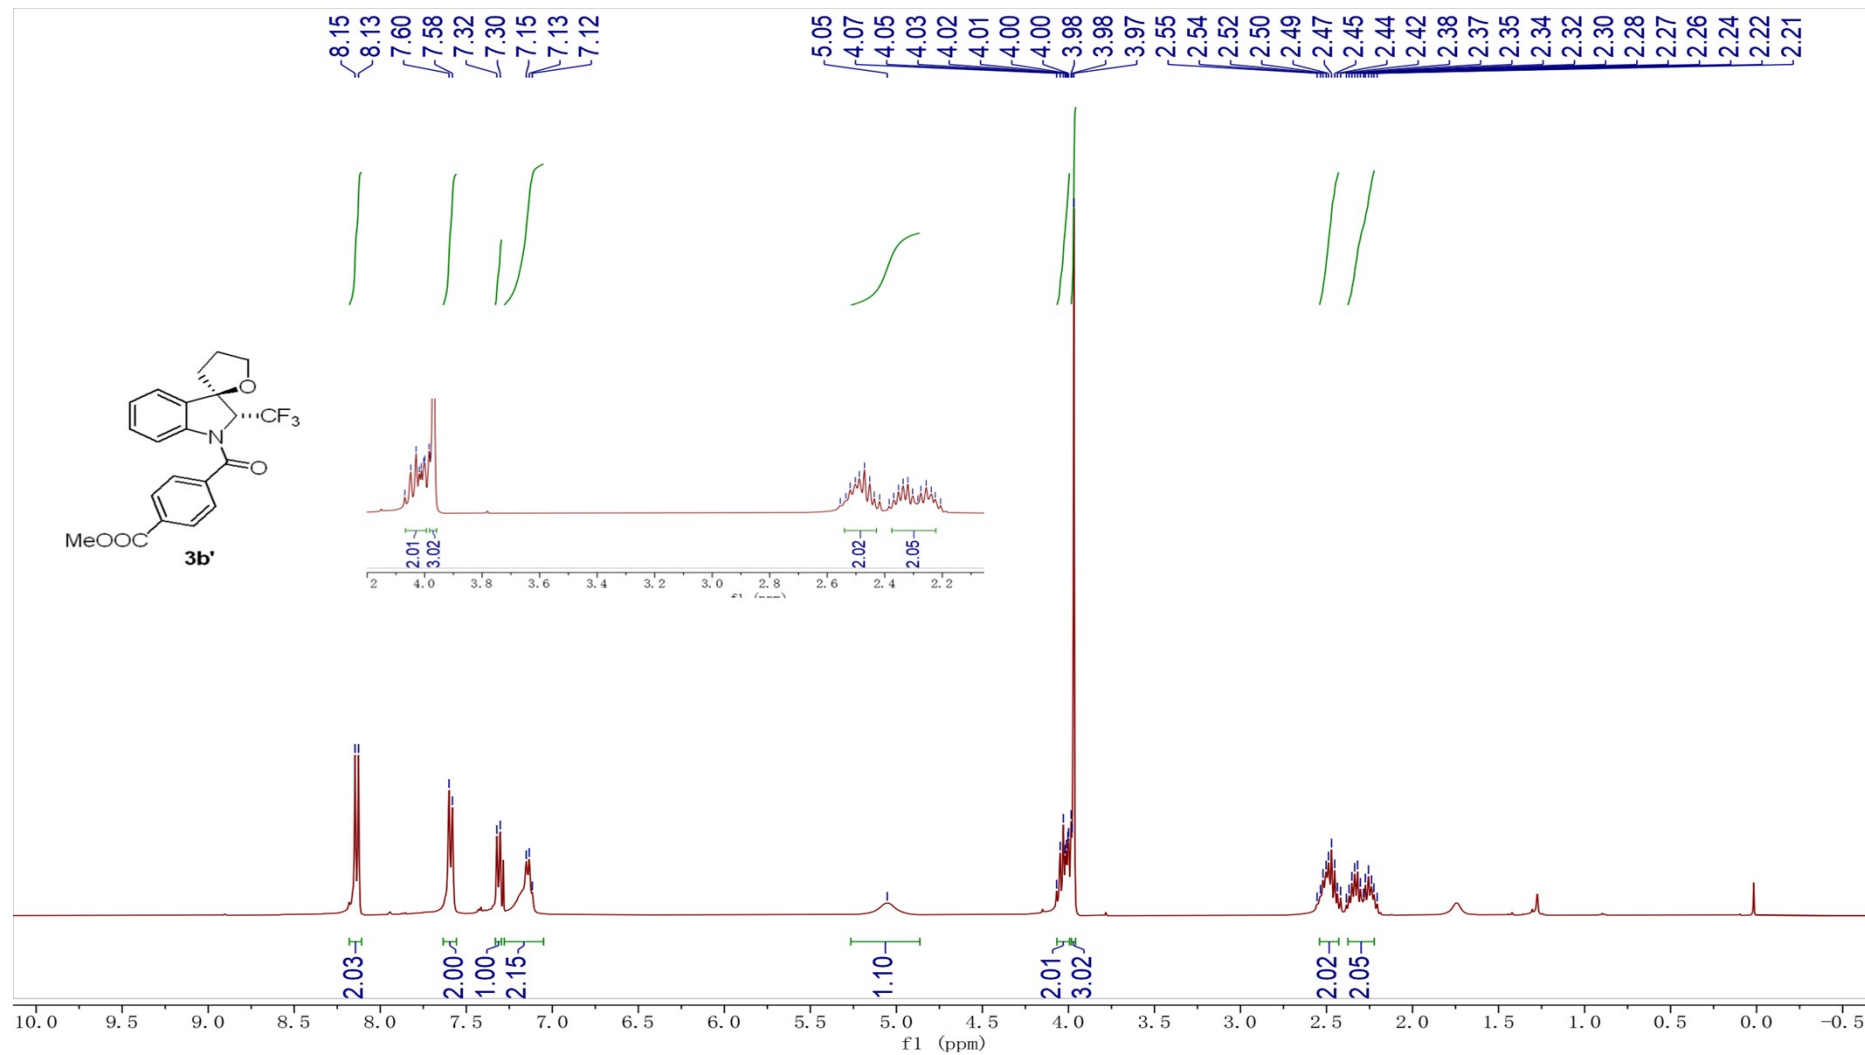 8.15 8.13 7.60 7.58 7.32 7.30 7.15 7.13 7.12 5.05 4.07 4.05 4.03 4.02 4.01 4.00 4.00 3.98 3.98 3.97 2.55 2.54 2.52 2.50 2.49 2.47 2.45 2.44 2.42 2.38 2.37 2.35 2.34 2.32 2.30 2.28 2.27 2.26 2.24 2.22 2.21
O
CF3
N
O
MeOOC
3b'
2.01 3.02 2.02 2.05
2 4.0 3.8 3.6 3.4 3.2 3.0 2.8 2.6 2.4 2.2
f1 (ppm)
2.03 2.00 1.00 2.15 1.10 2.01 3.02 2.02 2.05
10.0 9.5 9.0 8.5 8.0 7.5 7.0 6.5 6.0 5.5 5.0 4.5 4.0 3.5 3.0 2.5 2.0 1.5 1.0 0.5 0.0 -0.5
f1 (ppm)